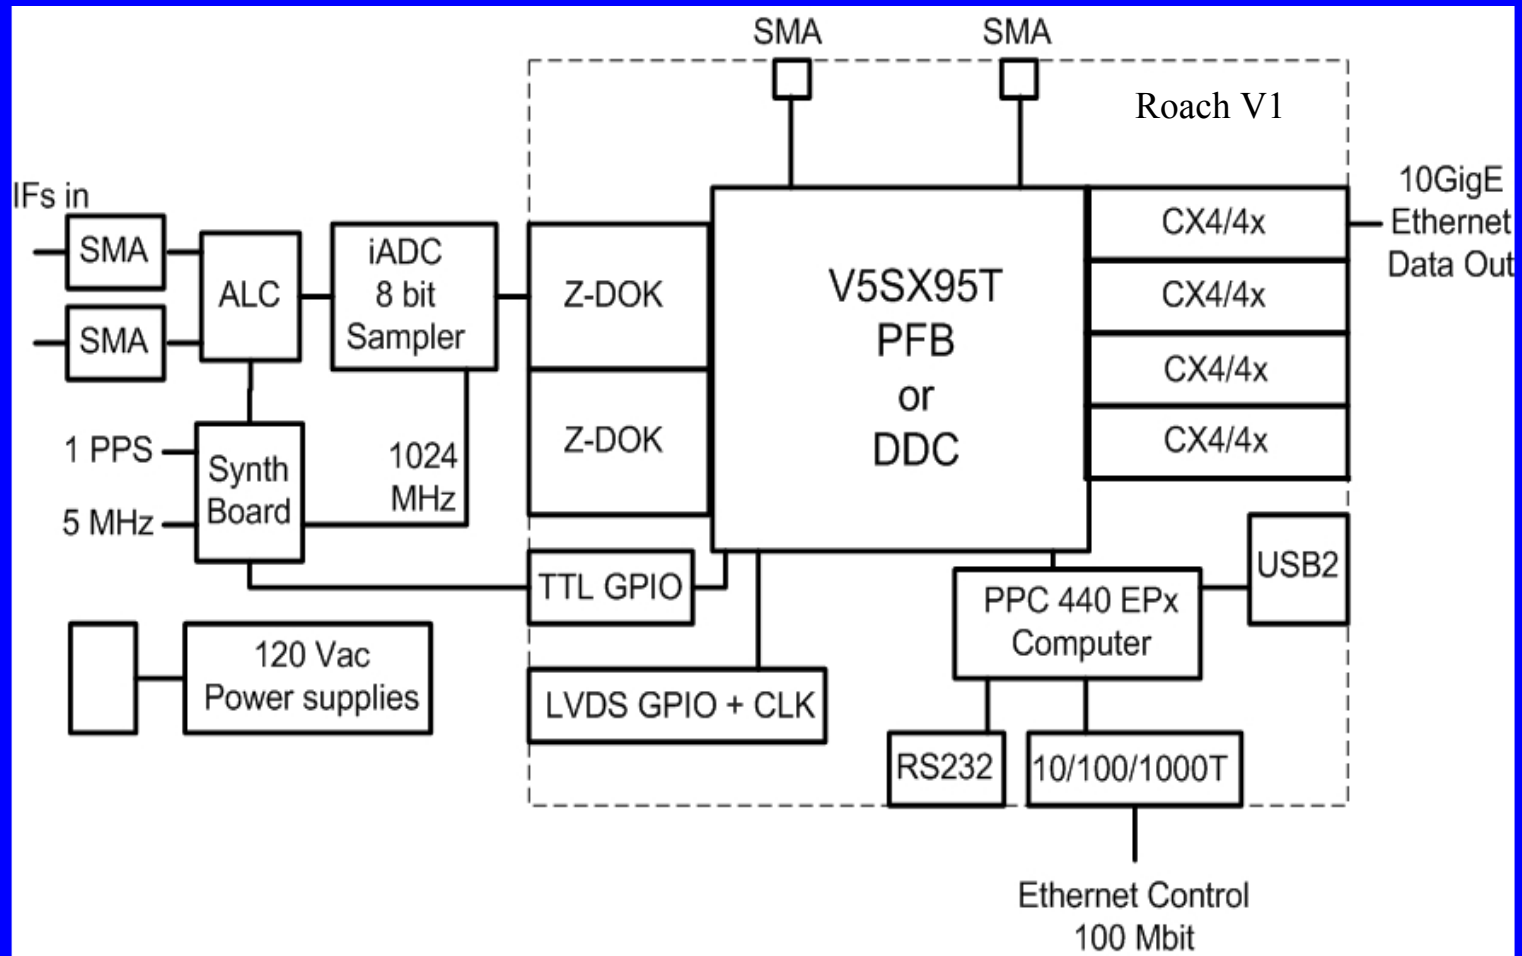 SMA
SMA
Roach V1
IFs in
SMA
SMA
ALC
iADC
8 bit
Sampler
Z-DOK
Z-DOK
V5SX95T
PFB
or
DDC
CX4/4x
CX4/4x
CX4/4x
CX4/4x
10GigE
Ethernet
Data Out
1 PPS
5 MHz
Synth
Board
1024
MHz
TTL GPIO
LVDS GPIO + CLK
PPC 440 EPx
Computer
USB2
120 Vac
Power supplies
RS232
10/100/1000T
Ethernet Control
100 Mbit